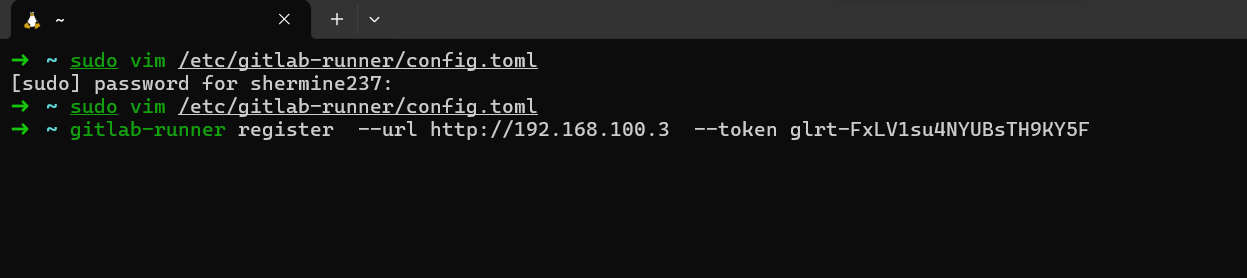 ~
➜ ~ sudo vim /etc/gitlab-runner/config.toml
[sudo] password for shermine237:
➜ ~ sudo vim /etc/gitlab-runner/config.toml
➜ ~ gitlab-runner register  --url http://192.168.100.3  --token glrt-FxLV1su4NYUBsTH9KY5F